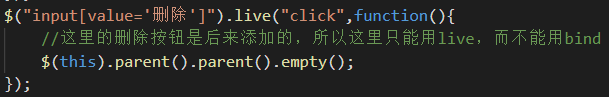 $("input[value='删除']").live("click",function(){
//这里的删除按钮是后来添加的，所以这里只能用live，而不能用bind
$(this).parent().parent().empty();
});